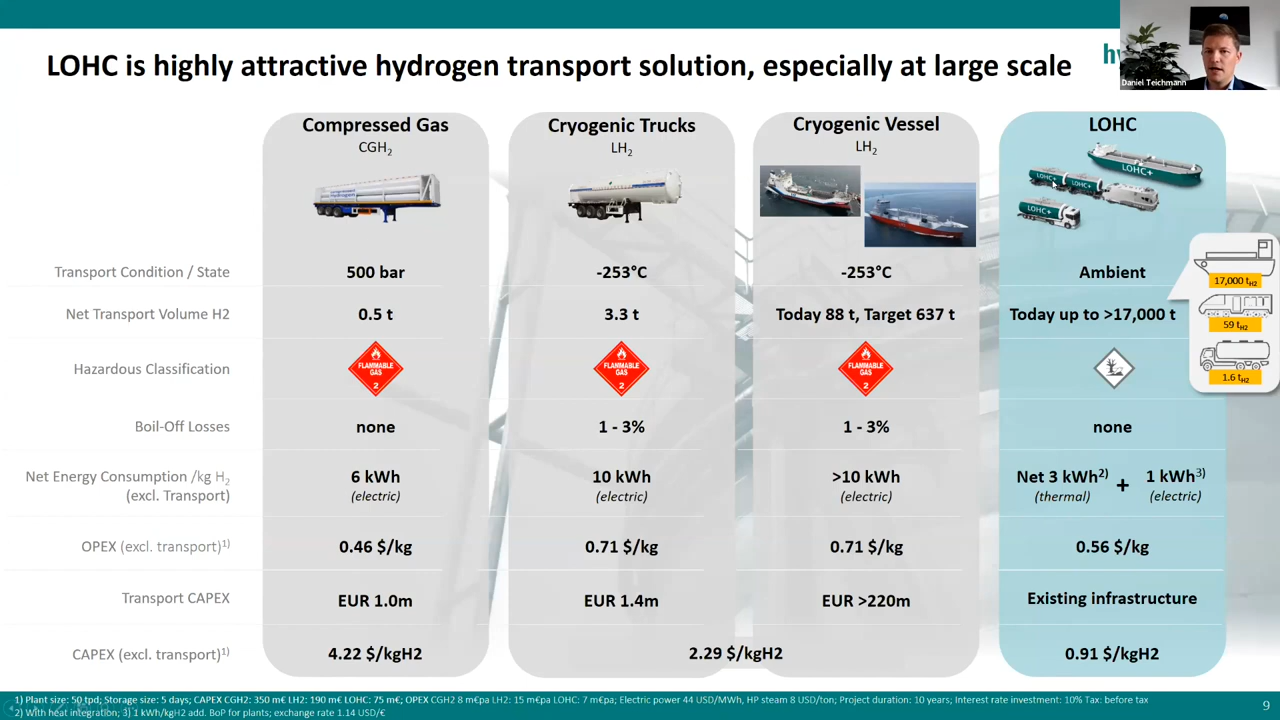 LOHC is highly attractive hydrogen transport solution, especially at large scale
Daniel Teichmann
Compressed Gas
CGH2
Cryogenic Trucks
LH2
Cryogenic Vessel
LH2
LOHC
LOHC+
LOHC+
LOHC+
LOHC+
Transport Condition / State
500 bar
-253°C
-253°C
Ambient
Net Transport Volume H2
0.5 t
3.3 t
Today 88 t, Target 637 t
Today up to >17,000 t
17,000 tH2
59 tH2
1.6 tH2
Hazardous Classification
FLAMMABLE
GAS
2
FLAMMABLE
GAS
2
FLAMMABLE
GAS
2
Boil-Off Losses
none
1 - 3%
1 - 3%
none
Net Energy Consumption /kg H2
(excl. Transport)
6 kWh
(electric)
10 kWh
(electric)
>10 kWh
(electric)
Net 3 kWh2)
(thermal)
+
1 kWh3)
(electric)
OPEX (excl. transport)1)
0.46 $/kg
0.71 $/kg
0.71 $/kg
0.56 $/kg
Transport CAPEX
EUR 1.0m
EUR 1.4m
EUR >220m
Existing infrastructure
CAPEX (excl. transport)1)
4.22 $/kgH2
2.29 $/kgH2
0.91 $/kgH2
1) Plant size: 50 tpd; Storage size: 5 days; CAPEX CGH2: 350 m€ LH2: 190 m€ LOHC: 75 m€; OPEX CGH2 8 m€pa LH2: 15 m€pa LOHC: 7 m€pa; Electric power 44 USD/MWh, HP steam 8 USD/ton; Project duration: 10 years; Interest rate investment: 10% Tax: before tax
2) With heat integration; 3) 1 kWh/kgH2 add. BoP for plants; exchange rate 1.14 USD/€
9